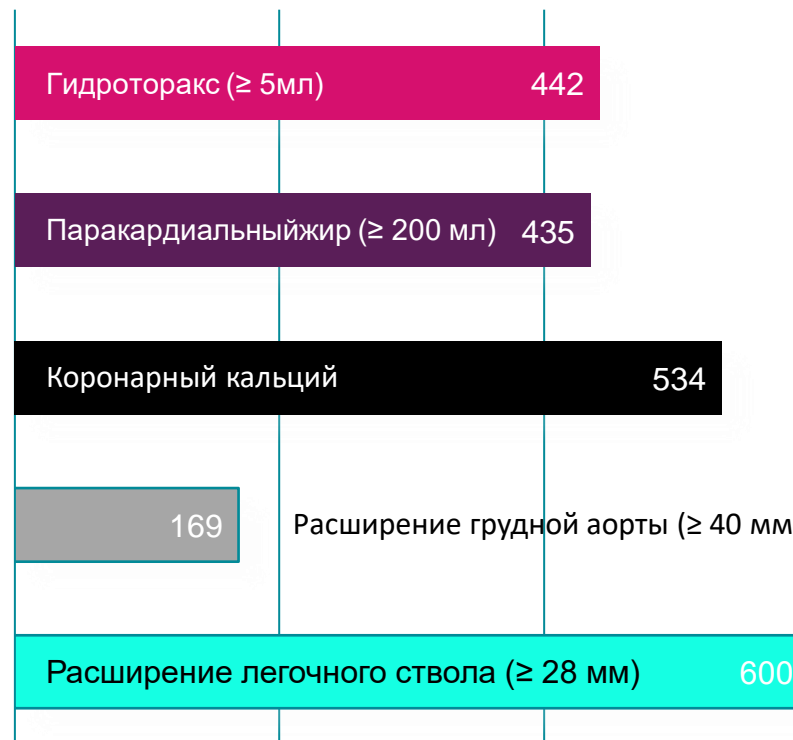 Гидроторакс (≥ 5мл) 442
Паракардиальныйжир (≥ 200 мл) 435
Коронарный кальций 534
169 Расширение грудной аорты (≥ 40 мм
Расширение легочного ствола (≥ 28 мм) 600